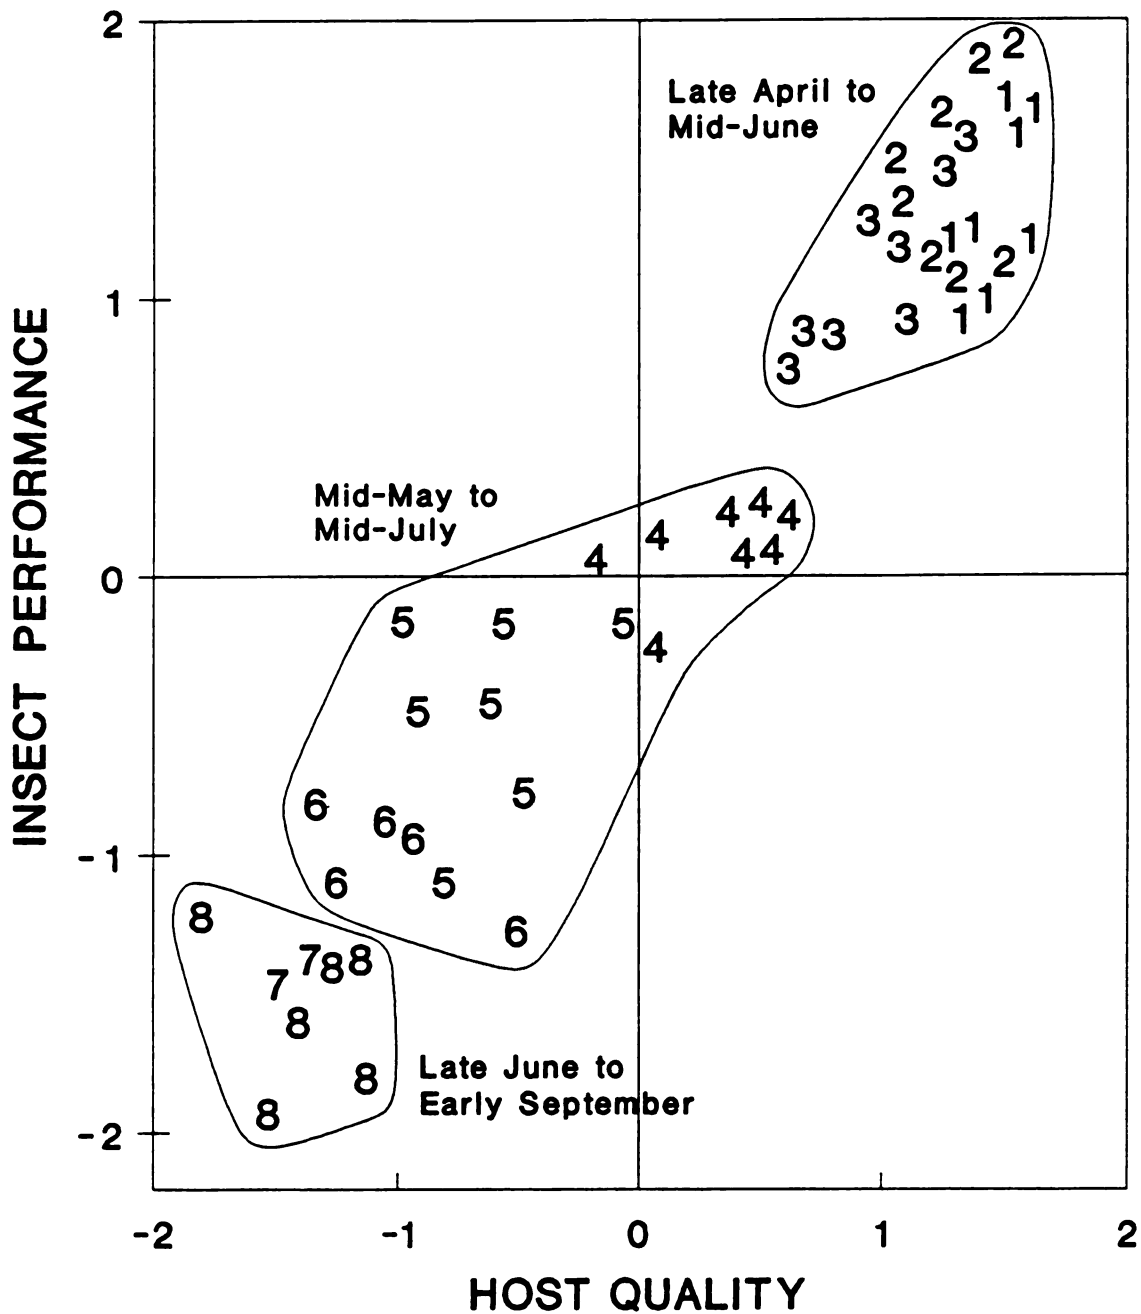 2
2 2
Late April to
Mid-June
1 1
2 3 1
2 3
2
3
3 2 1 1 1
2 2
1
1
3 3 3 1
3
INSECT PERFORMANCE
Mid-May to
Mid-July
4 4 4
4
4 4 4
0
5 5 5 4
5 5
6 5
6 6
-1
6 5
8 6
7 8 8
7
8
8
Late June to
Early September
8
-2
-2 -1 0 1 2
HOST QUALITY